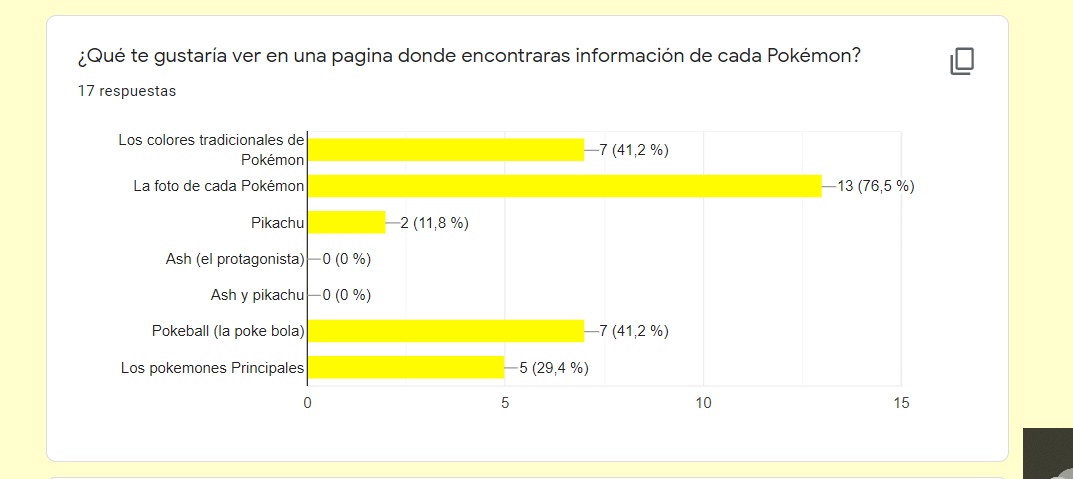 ¿Qué te gustaría ver en una pagina donde encontraras información de cada Pokémon?
17 respuestas
Los colores tradicionales de
Pokémon
7 (41,2 %)
La foto de cada Pokémon
13 (76,5 %)
Pikachu
2 (11,8 %)
Ash (el protagonista)
0 (0 %)
Ash y pikachu
0 (0 %)
Pokeball (la poke bola)
7 (41,2 %)
Los pokemones Principales
5 (29,4 %)
0
5
10
15